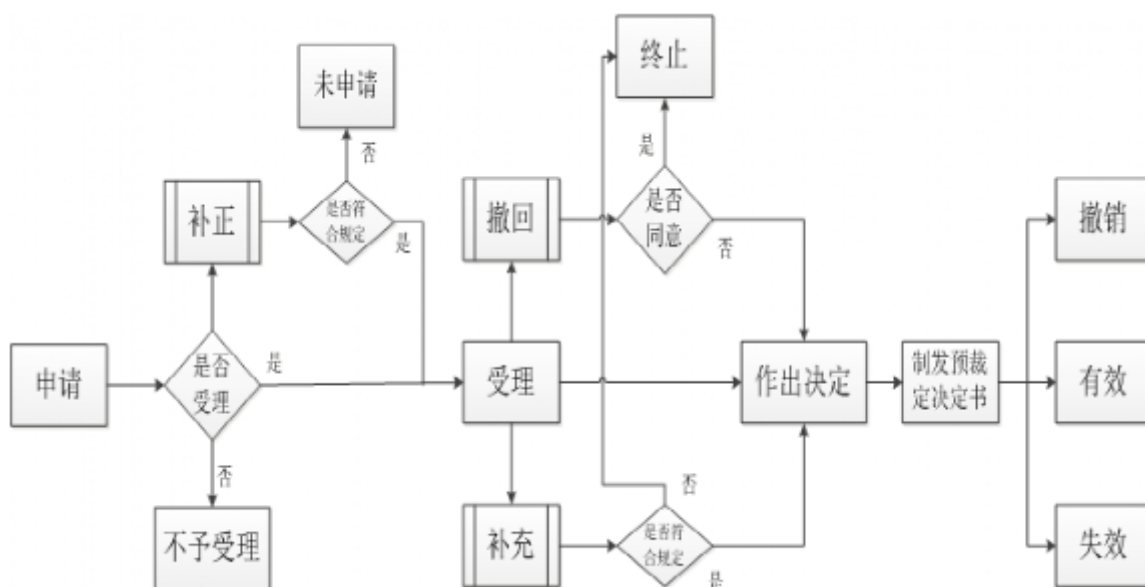 终止
未申请
否
是
补正
是否符
合规定
是
撤回
是否
同意
否
撤销
申请
是否
受理
是
受理
作出决定
制发预裁
定决定书
有效
否
不予受理
补充
否
是否符
合规定
是
失效